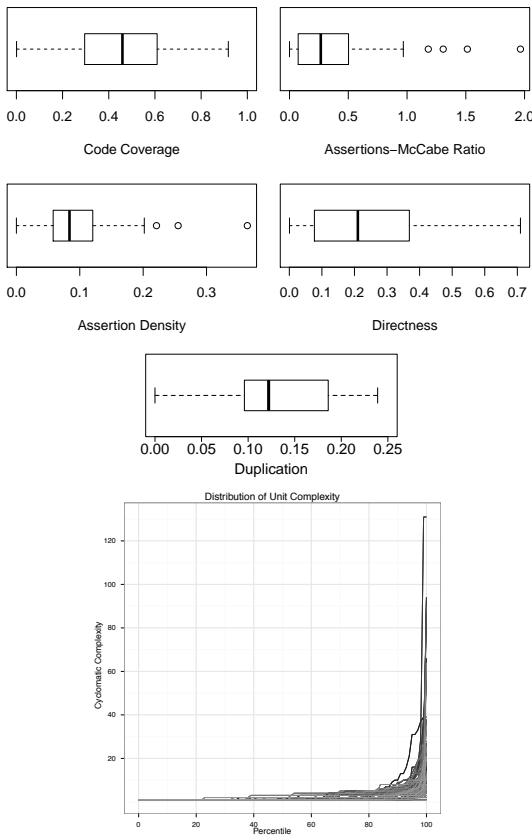 0.0 0.2 0.4 0.6 0.8 1.0
Code Coverage
0.0 0.5 1.0 1.5 2.0
Assertions−McCabe Ratio
0.0 0.1 0.2 0.3
Assertion Density
0.0 0.1 0.2 0.3 0.4 0.5 0.6 0.7
Directness
0.00 0.05 0.10 0.15 0.20 0.25
Duplication
Distribution of Unit Complexity
120
100
80
60
40
20
Cyclomatic Complexity
0 20 40 60 80 100
Percentile